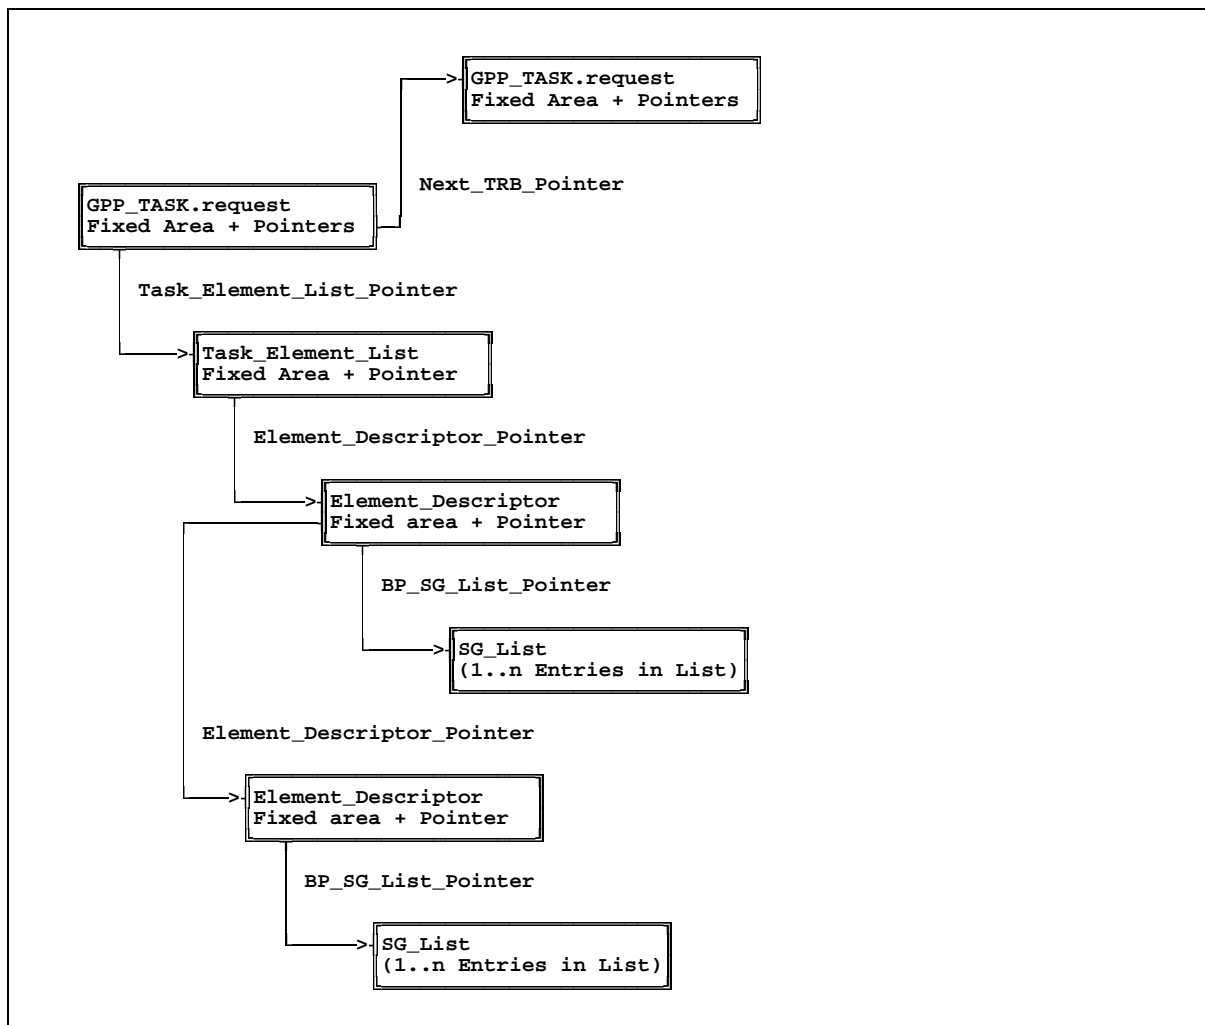 GPP_TASK.request
Fixed Area + Pointers
Next_TRB_Pointer
GPP_TASK.request
Fixed Area + Pointers
Task_Element_List_Pointer
Task_Element_List
Fixed Area + Pointer
Element_Descriptor_Pointer
Element_Descriptor
Fixed area + Pointer
BP_SG_List_Pointer
SG_List
(1..n Entries in List)
Element_Descriptor_Pointer
Element_Descriptor
Fixed area + Pointer
BP_SG_List_Pointer
SG_List
(1..n Entries in List)